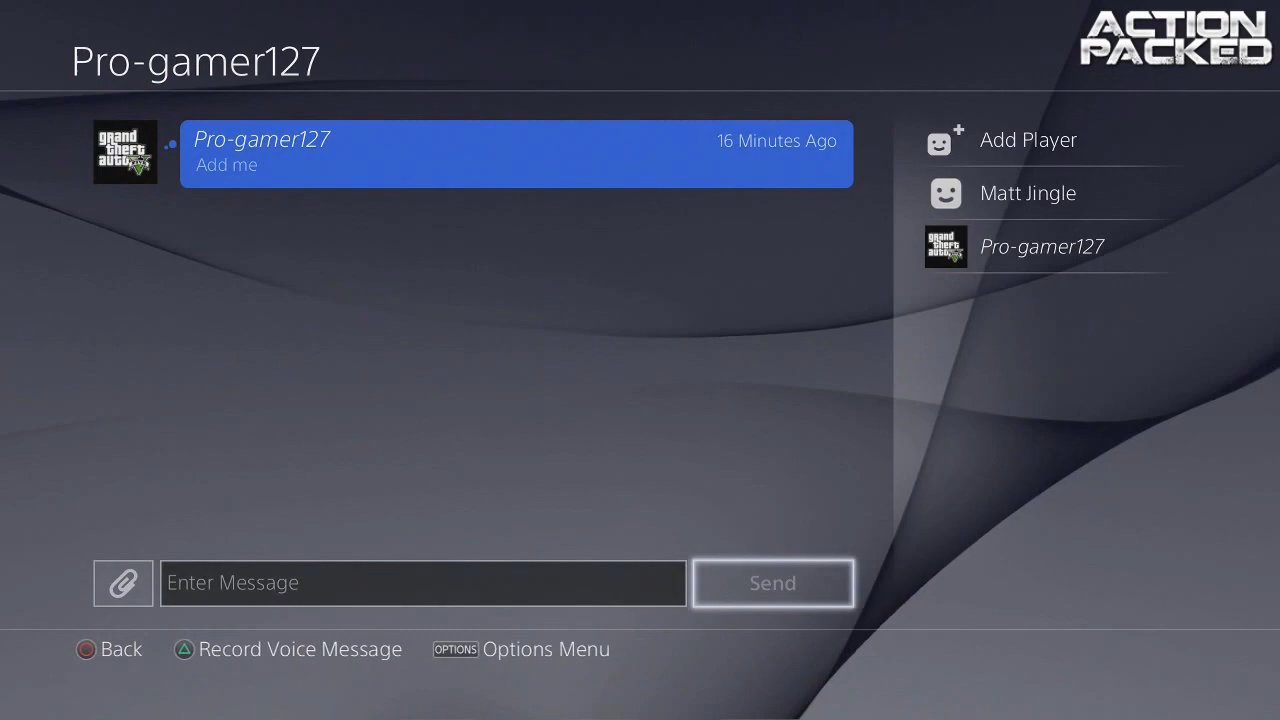 ACTION
PACKED
Pro-gamer127
grand
theft
auto
Pro-gamer127
16 Minutes Ago
Add me
Add Player
Matt Jingle
grand
theft
auto
Pro-gamer127
Enter Message
Send
Back
Record Voice Message
OPTIONS
Options Menu